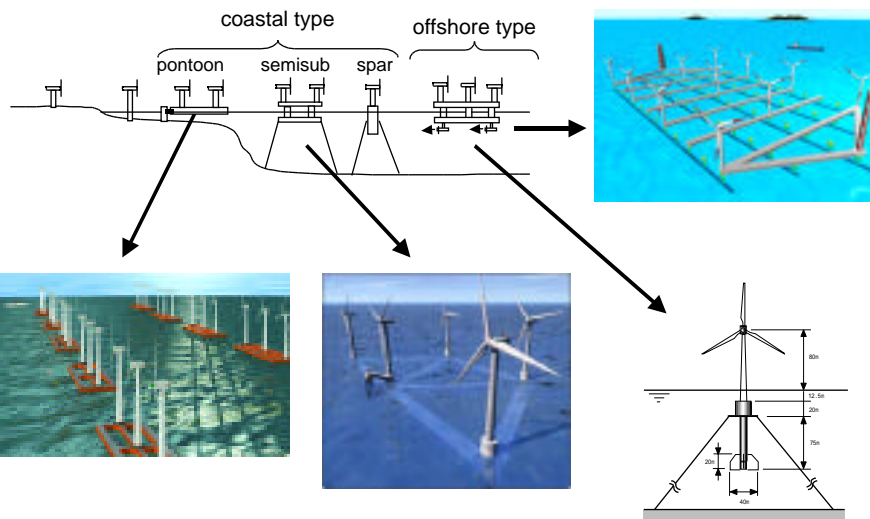 coastal type
offshore type
pontoon
semisub
spar
80m
12.5m
20m
75m
20m
40m